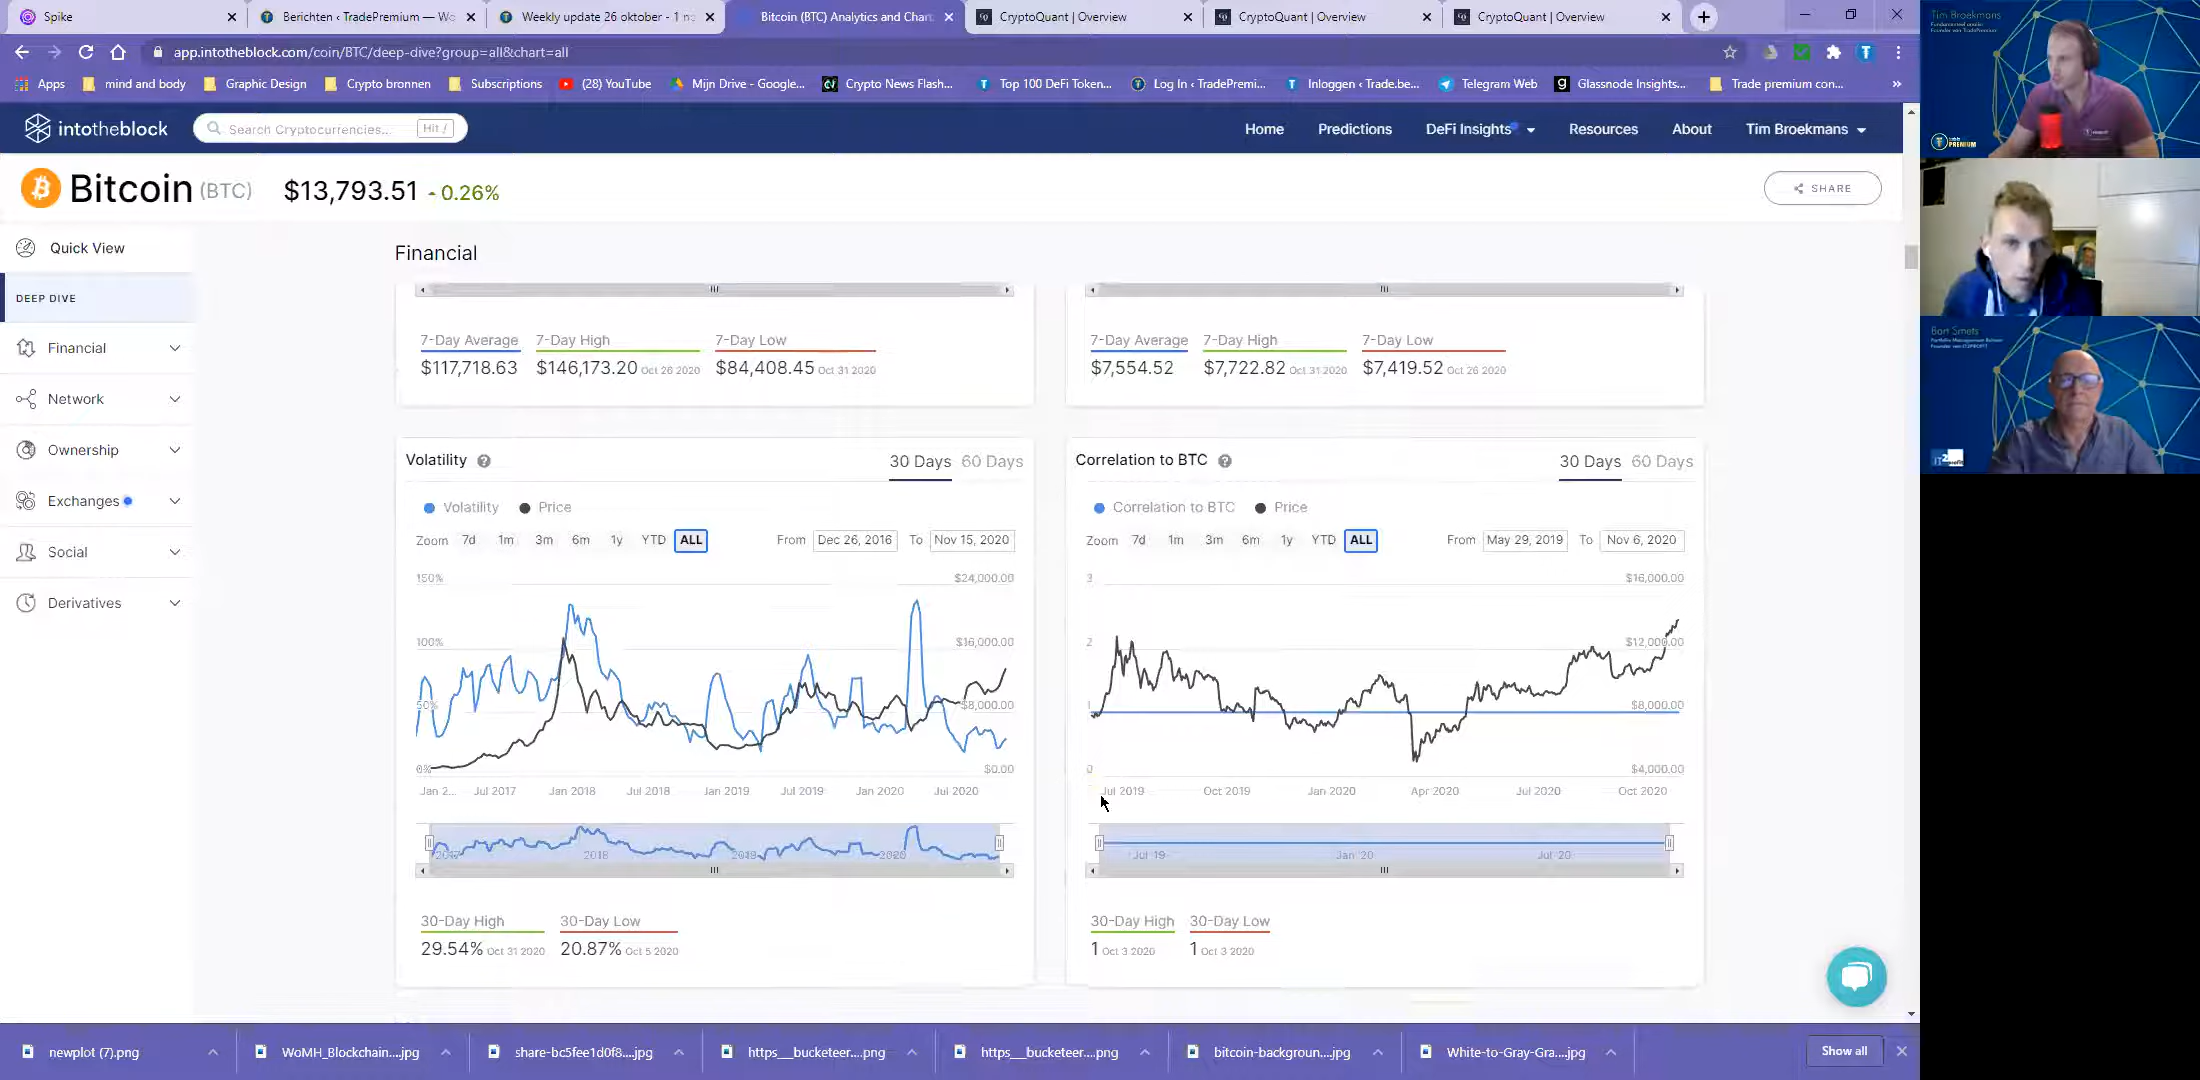 Spike
Berichten ‹ TradePremium — Wo
Weekly update 26 oktober - 1 n
Bitcoin (BTC) Analytics and Char
CryptoQuant | Overview
CryptoQuant | Overview
CryptoQuant | Overview
app.intotheblock.com/coin/BTC/deep-dive?group=all&chart=all
Apps
mind and body
Graphic Design
Crypto bronnen
Subscriptions
(28) YouTube
Mijn Drive - Google...
Crypto News Flash...
Top 100 DeFi Token...
Log In ‹ TradePremi...
Inloggen ‹ Trade.be...
Telegram Web
Glassnode Insights...
Trade premium con...
»
intotheblock
Search Cryptocurrencies...
Hit /
Home
Predictions
DeFi Insights
Resources
About
Tim Broekmans
Bitcoin (BTC) $13,793.51 0.26%
SHARE
Quick View
DEEP DIVE
Financial
Network
Ownership
Exchanges
Social
Derivatives
Financial
7-Day Average 7-Day High 7-Day Low
$117,718.63 $146,173.20 Oct 26 2020 $84,408.45 Oct 31 2020
7-Day Average 7-Day High 7-Day Low
$7,554.52 $7,722.82 Oct 31 2020 $7,419.52 Oct 26 2020
Volatility
30 Days 60 Days
Volatility Price
Zoom 7d 1m 3m 6m 1y YTD ALL From Dec 26, 2016 To Nov 15, 2020
150% $24,000.00
100% $16,000.00
50% $8,000.00
0% $0.00
Jan 2... Jul 2017 Jan 2018 Jul 2018 Jan 2019 Jul 2019 Jan 2020 Jul 2020
2017 2018 2019 2020
30-Day High 30-Day Low
29.54% Oct 31 2020 20.87% Oct 5 2020
Correlation to BTC
30 Days 60 Days
Correlation to BTC Price
Zoom 7d 1m 3m 6m 1y YTD ALL From May 29, 2019 To Nov 6, 2020
3 $16,000.00
2 $12,000.00
1 $8,000.00
0 $4,000.00
Jul 2019 Oct 2019 Jan 2020 Apr 2020 Jul 2020 Oct 2020
Jul '19 Jan '20 Jul '20
30-Day High 30-Day Low
1 Oct 3 2020 1 Oct 3 2020
newplot (7).png
WoMH_Blockchain....jpg
share-bc5fee1d0f8....jpg
https___bucketeer....png
https___bucketeer....png
bitcoin-backgroun....jpg
White-to-Gray-Gra....jpg
Show all
Tim Broekmans
Founder van TradePremium
PREMIUM
Bart Smets
Founder van IT2PROFIT